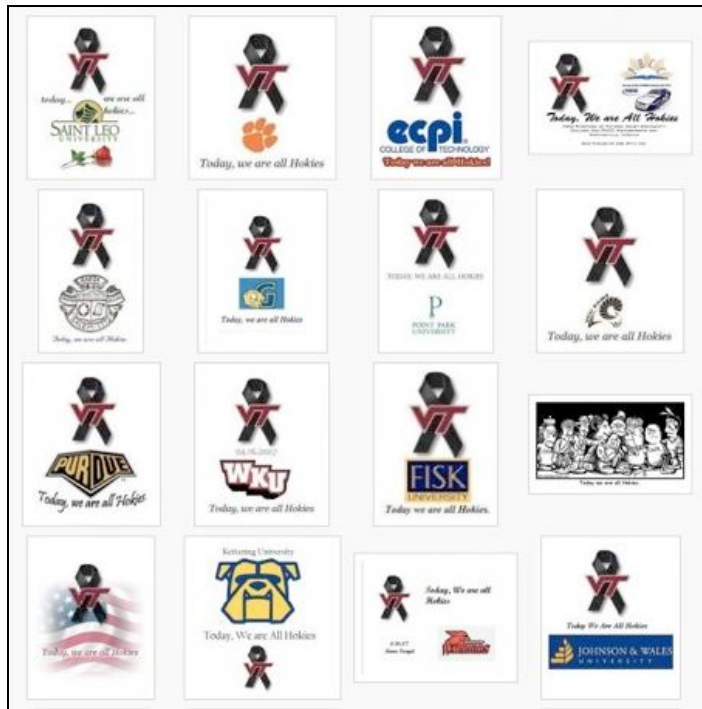 VT
today... we are all
hokies...
SAINT LEO
UNIVERSITY
VT
Today, we are all Hokies
VT
ecpi
COLLEGE OF TECHNOLOGY
Today we are all Hokies!
VT
Today, We are All Hokies
VT
Today, we are all Hokies
VT
G
Today, we are all Hokies
VT
TODAY, WE ARE ALL HOKIES
P
POINT PARK
UNIVERSITY
VT
Today, we are all Hokies
VT
PURDUE
Today, we are all Hokies
VT
04.16.2007
WKU
Today, we are all Hokies
VT
FISK
UNIVERSITY
Today we are all Hokies.
Today we are all Hokies.
VT
Today, we are all Hokies
Kettering University
Today, We are All Hokies
VT
VT
Today, We are all
Hokies
VT
Today We Are All Hokies
JOHNSON & WALES
UNIVERSITY